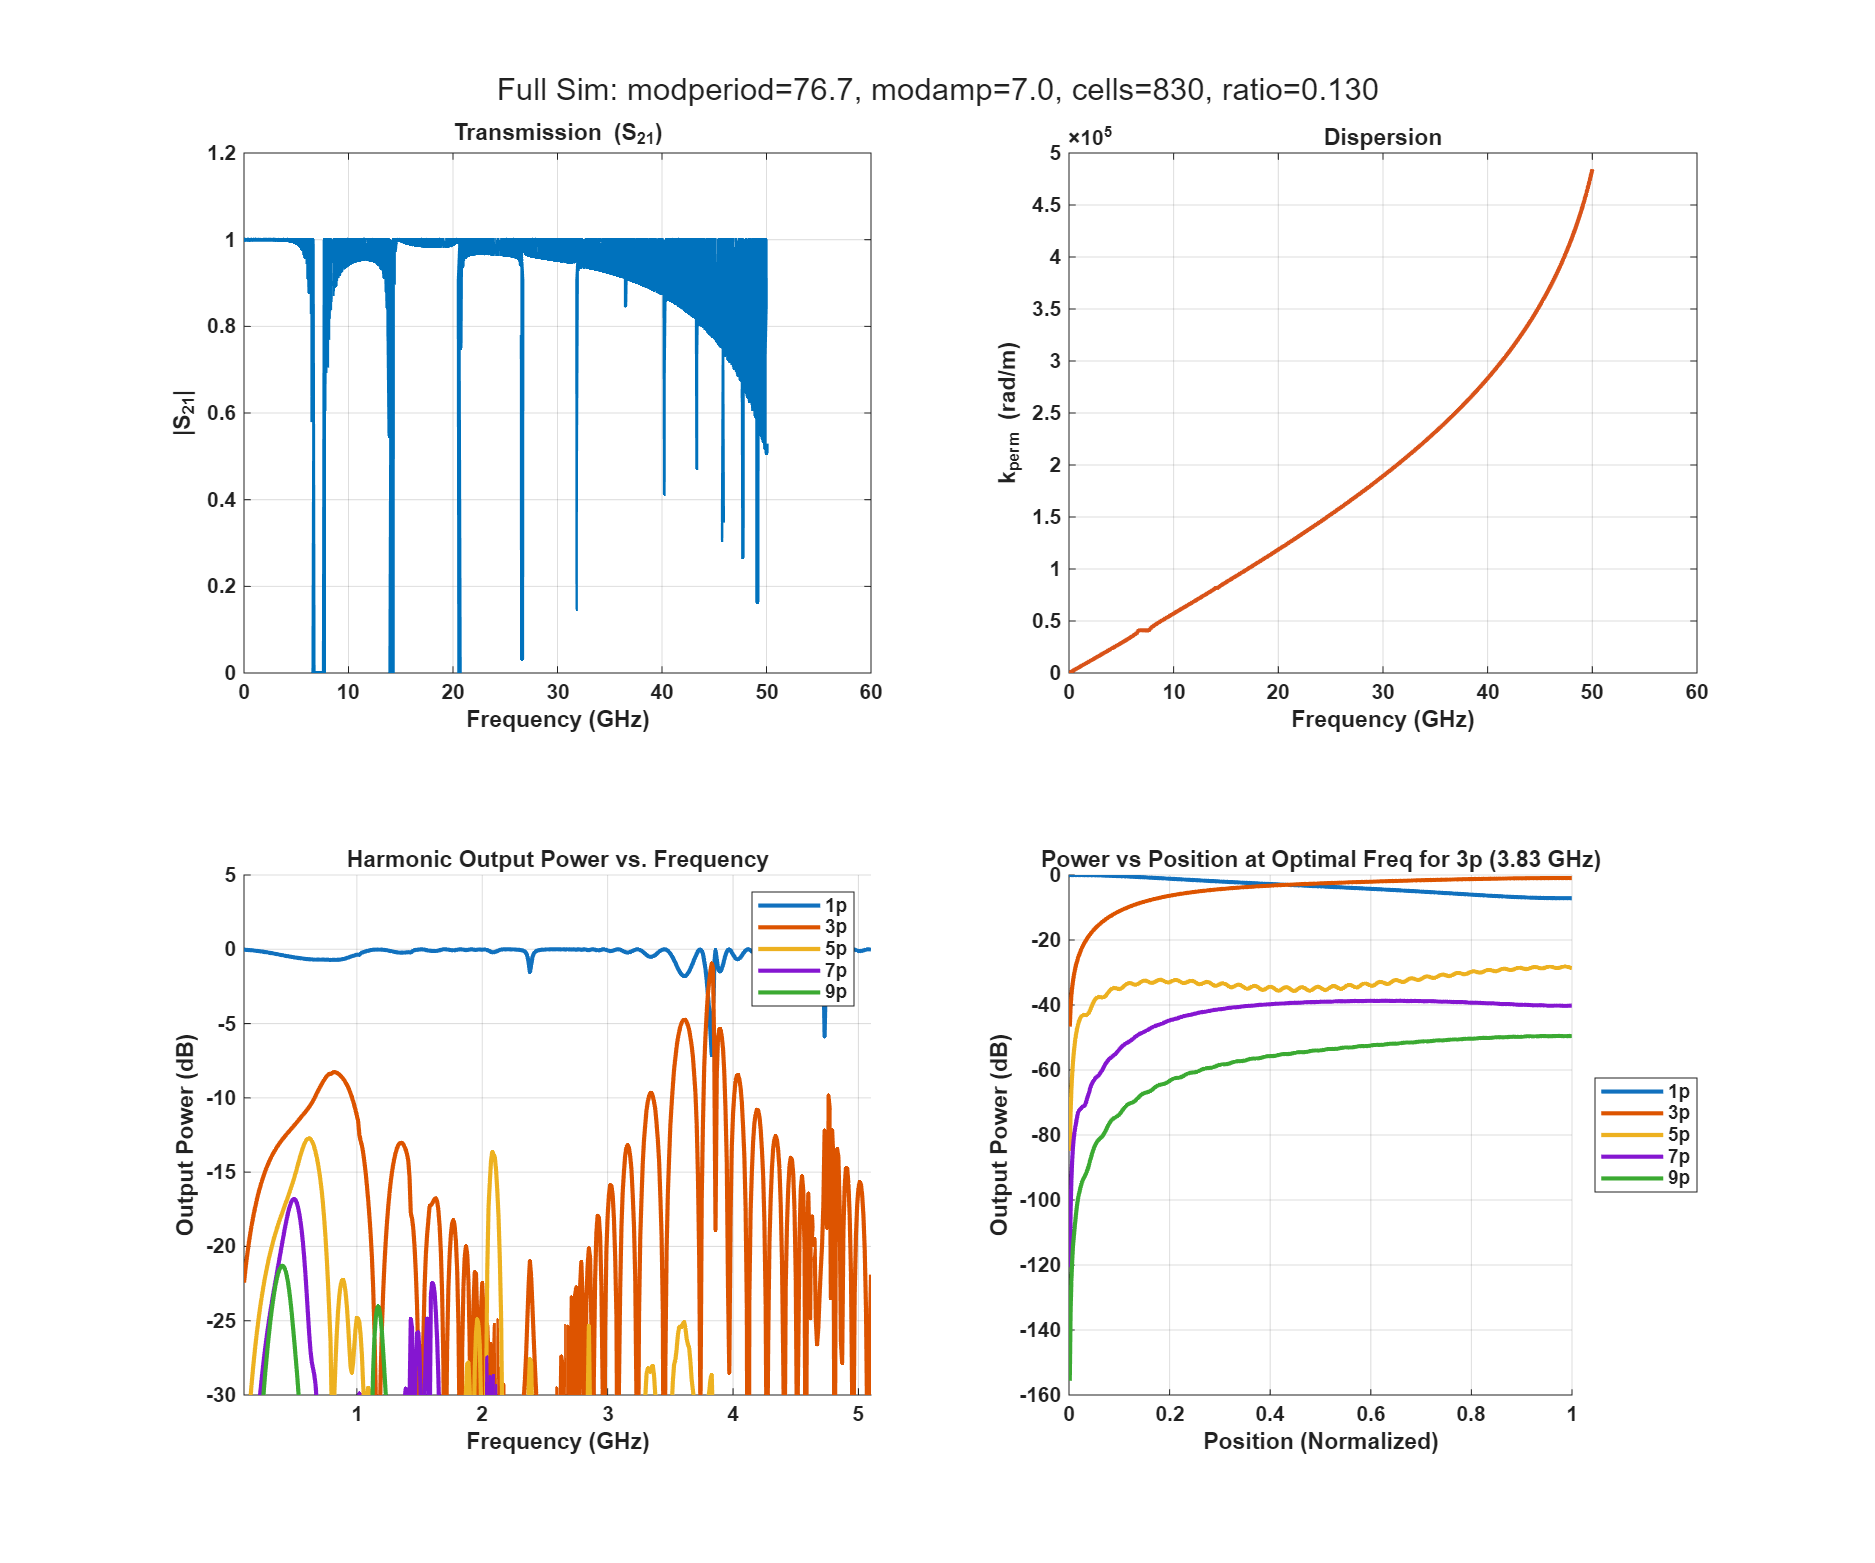 Full Sim: modperiod=76.7, modamp=7.0, cells=830, ratio=0.130
Transmission (S21)
1.2
1
0.8
0.6
0.4
0.2
0
|S21|
0 10 20 30 40 50 60
Frequency (GHz)
×10^5
Dispersion
5
4.5
4
3.5
3
2.5
2
1.5
1
0.5
0
kperm (rad/m)
0 10 20 30 40 50 60
Frequency (GHz)
Harmonic Output Power vs. Frequency
5
0
-5
-10
-15
-20
-25
-30
Output Power (dB)
1p
3p
5p
7p
9p
1 2 3 4 5
Frequency (GHz)
Power vs Position at Optimal Freq for 3p (3.83 GHz)
0
-20
-40
-60
-80
-100
-120
-140
-160
Output Power (dB)
0 0.2 0.4 0.6 0.8 1
Position (Normalized)
1p
3p
5p
7p
9p